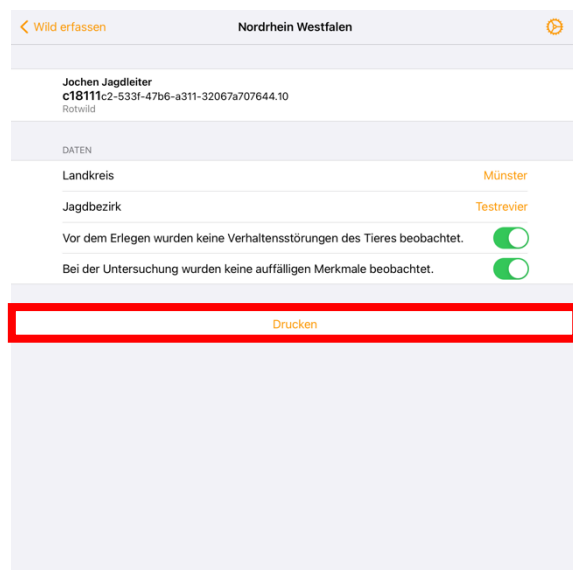 Wild erfassen
Nordrhein Westfalen
Jochen Jagdleiter
c18111c2-533f-47b6-a311-32067a707644.10
Rotwild
DATEN
Landkreis Münster
Jagdbezirk Testrevier
Vor dem Erlegen wurden keine Verhaltensstörungen des Tieres beobachtet.
Bei der Untersuchung wurden keine auffälligen Merkmale beobachtet.
Drucken